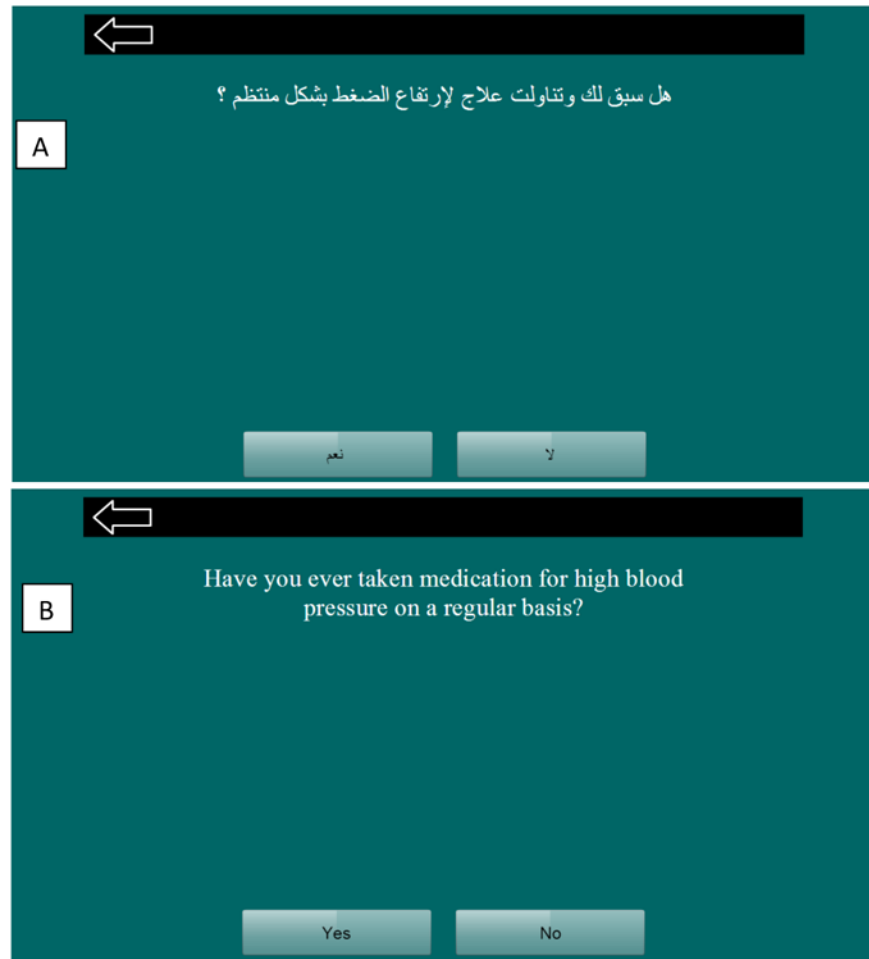 هل سبق لك وتناولت علاج لإرتفاع الضغط بشكل منتظم ؟
A
نعم
لا
Have you ever taken medication for high blood
pressure on a regular basis?
B
Yes
No